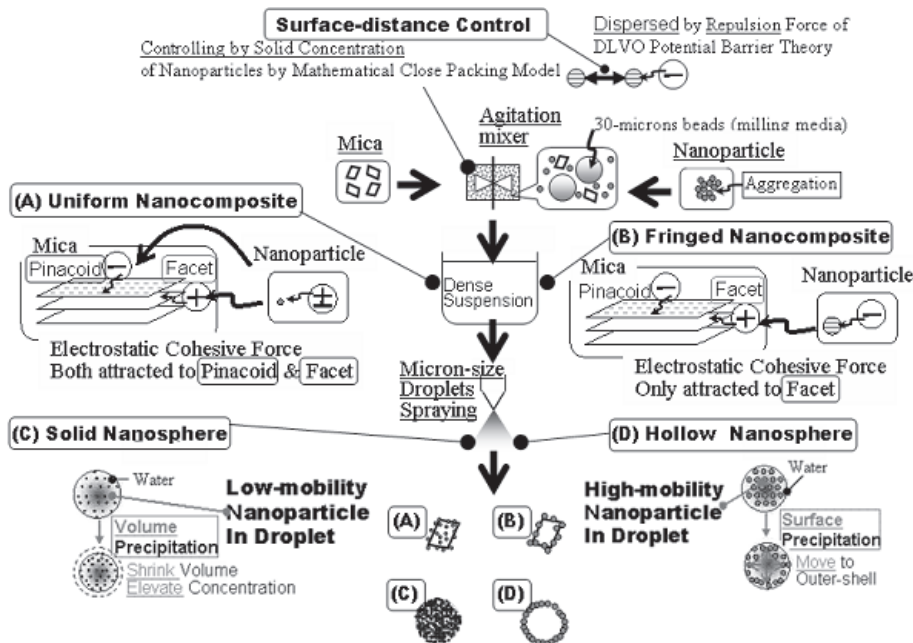 Surface-distance Control
Controlling by Solid Concentration
of Nanoparticles by Mathematical Close Packing Model
Dispersed by Repulsion Force of
DLVO Potential Barrier Theory
Agitation
mixer
30-microns beads (milling media)
Mica
Nanoparticle
Aggregation
(A) Uniform Nanocomposite
Mica
Pinacoid
−
Facet
+
Nanoparticle
±
Electrostatic Cohesive Force
Both attracted to Pinacoid & Facet
Dense
Suspension
(B) Fringed Nanocomposite
Mica
Pinacoid
−
Facet
+
Nanoparticle
−
Electrostatic Cohesive Force
Only attracted to Facet
Micron-size
Droplets
Spraying
(C) Solid Nanosphere
Water
Low-mobility
Nanoparticle
In Droplet
Volume
Precipitation
Shrink Volume
Elevate Concentration
(D) Hollow Nanosphere
High-mobility
Nanoparticle
In Droplet
Water
Surface
Precipitation
Move to
Outer-shell
(A)
(B)
(C)
(D)